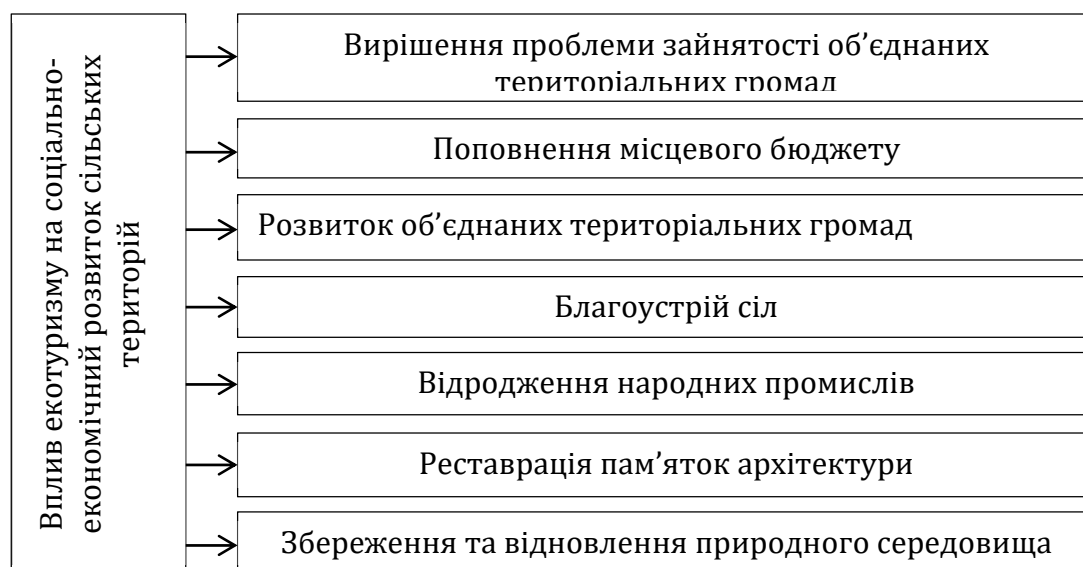 Вплив екотуризму на соціально-
економічний розвиток сільських
територій
Вирішення проблеми зайнятості об’єднаних
територіальних громад
Поповнення місцевого бюджету
Розвиток об’єднаних територіальних громад
Благоустрій сіл
Відродження народних промислів
Реставрація пам’яток архітектури
Збереження та відновлення природного середовища